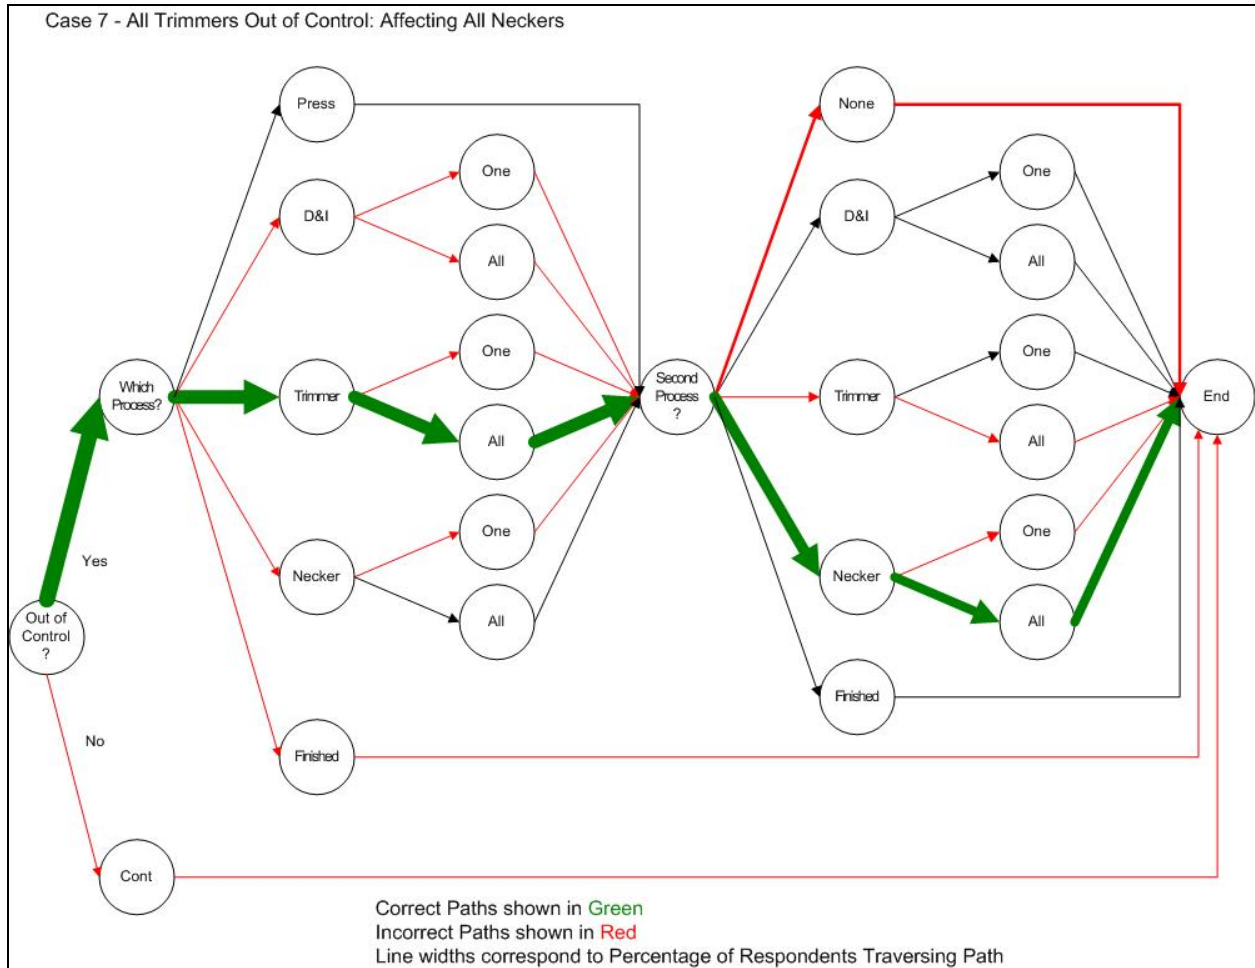 Case 7 - All Trimmers Out of Control: Affecting All Neckers
Press
None
One
One
D&I
D&I
All
All
One
One
Which
Process?
Trimmer
Second
Process
?
Trimmer
End
All
All
One
One
Yes
Necker
Necker
All
All
Out of
Control
?
Finished
No
Finished
Cont
Correct Paths shown in Green
Incorrect Paths shown in Red
Line widths correspond to Percentage of Respondents Traversing Path